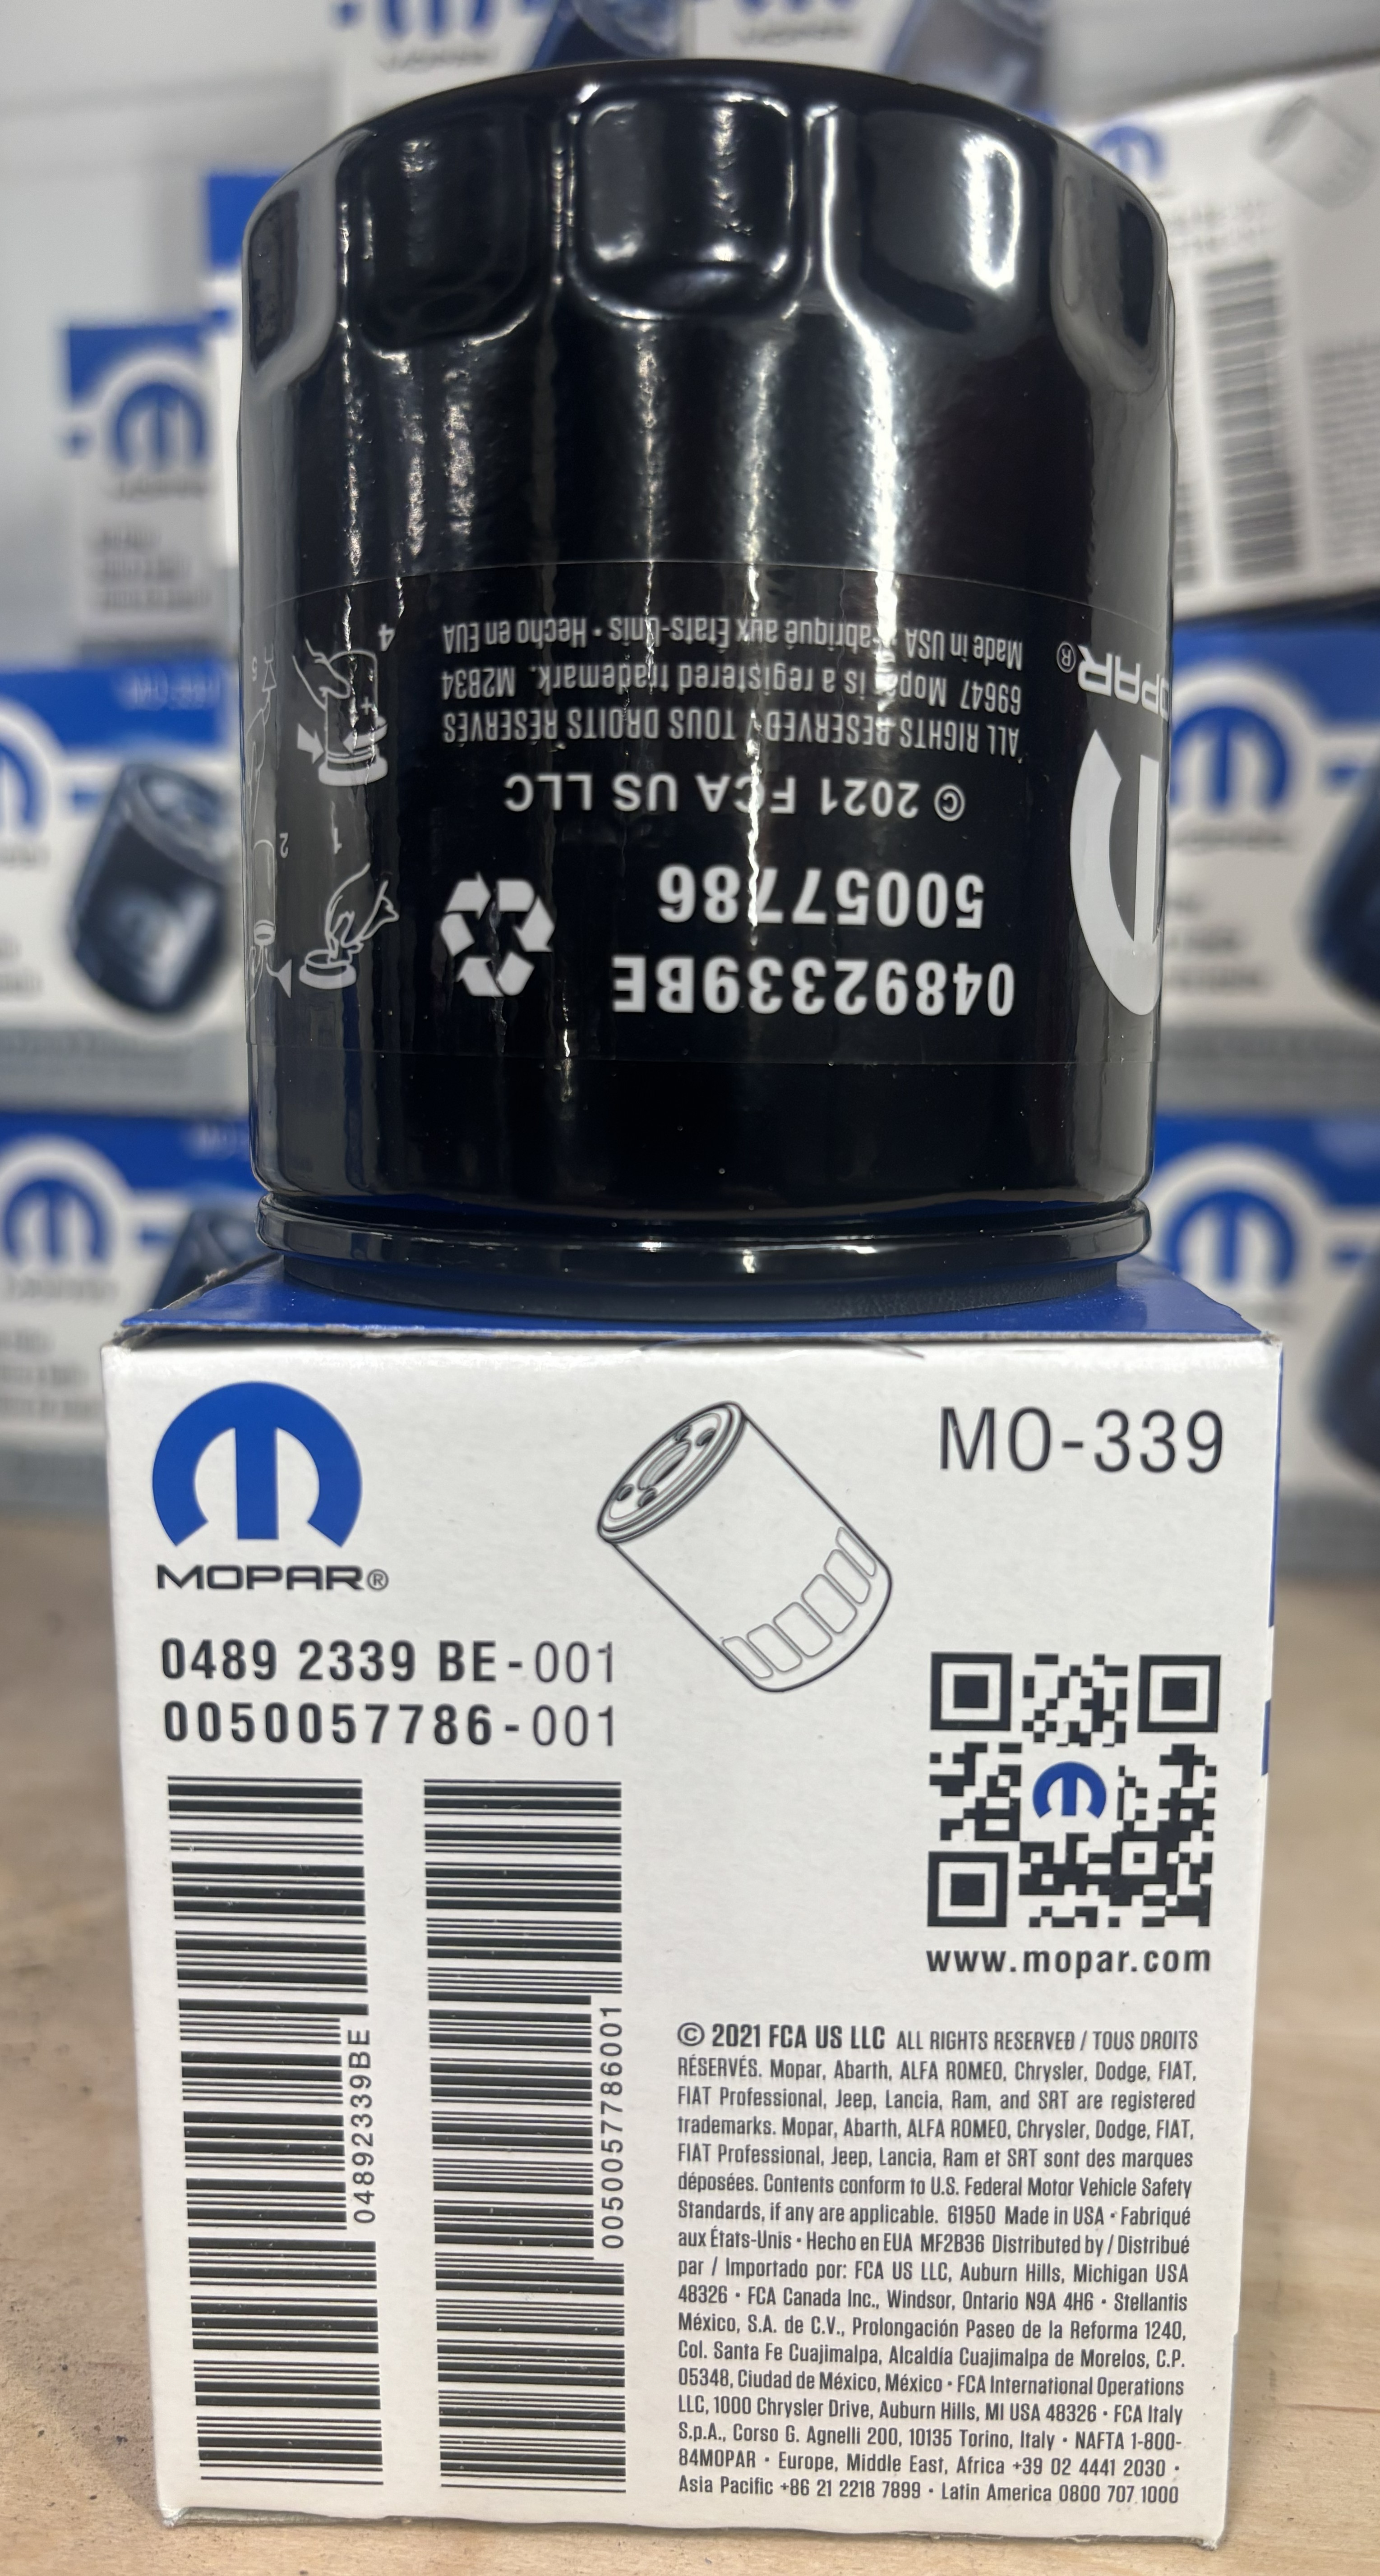 04892339BE
50057786
© 2021 FCA US LLC
ALL RIGHTS RESERVED / TOUS DROITS RÉSERVÉS
69647 Mopar is a registered trademark. M2B34
Made in USA • Fabriqué aux États-Unis • Hecho en EUA
1
2
3
4
OPAR®
MO-339
MOPAR®
0489 2339 BE-001
0050057786-001
04892339BE
0050057786001
www.mopar.com
© 2021 FCA US LLC ALL RIGHTS RESERVED / TOUS DROITS
RÉSERVÉS. Mopar, Abarth, ALFA ROMEO, Chrysler, Dodge, FIAT,
FIAT Professional, Jeep, Lancia, Ram, and SRT are registered
trademarks. Mopar, Abarth, ALFA ROMEO, Chrysler, Dodge, FIAT,
FIAT Professional, Jeep, Lancia, Ram et SRT sont des marques
déposées. Contents conform to U.S. Federal Motor Vehicle Safety
Standards, if any are applicable. 61950 Made in USA • Fabriqué
aux États-Unis • Hecho en EUA MF2B36 Distributed by / Distribué
par / Importado por: FCA US LLC, Auburn Hills, Michigan USA
48326 • FCA Canada Inc., Windsor, Ontario N9A 4H6 • Stellantis
México, S.A. de C.V., Prolongación Paseo de la Reforma 1240,
Col. Santa Fe Cuajimalpa, Alcaldía Cuajimalpa de Morelos, C.P.
05348, Ciudad de México, México • FCA International Operations
LLC, 1000 Chrysler Drive, Auburn Hills, MI USA 48326 • FCA Italy
S.p.A., Corso G. Agnelli 200, 10135 Torino, Italy • NAFTA 1-800-
84MOPAR • Europe, Middle East, Africa +39 02 4441 2030 •
Asia Pacific +86 21 2218 7899 • Latin America 0800 707 1000